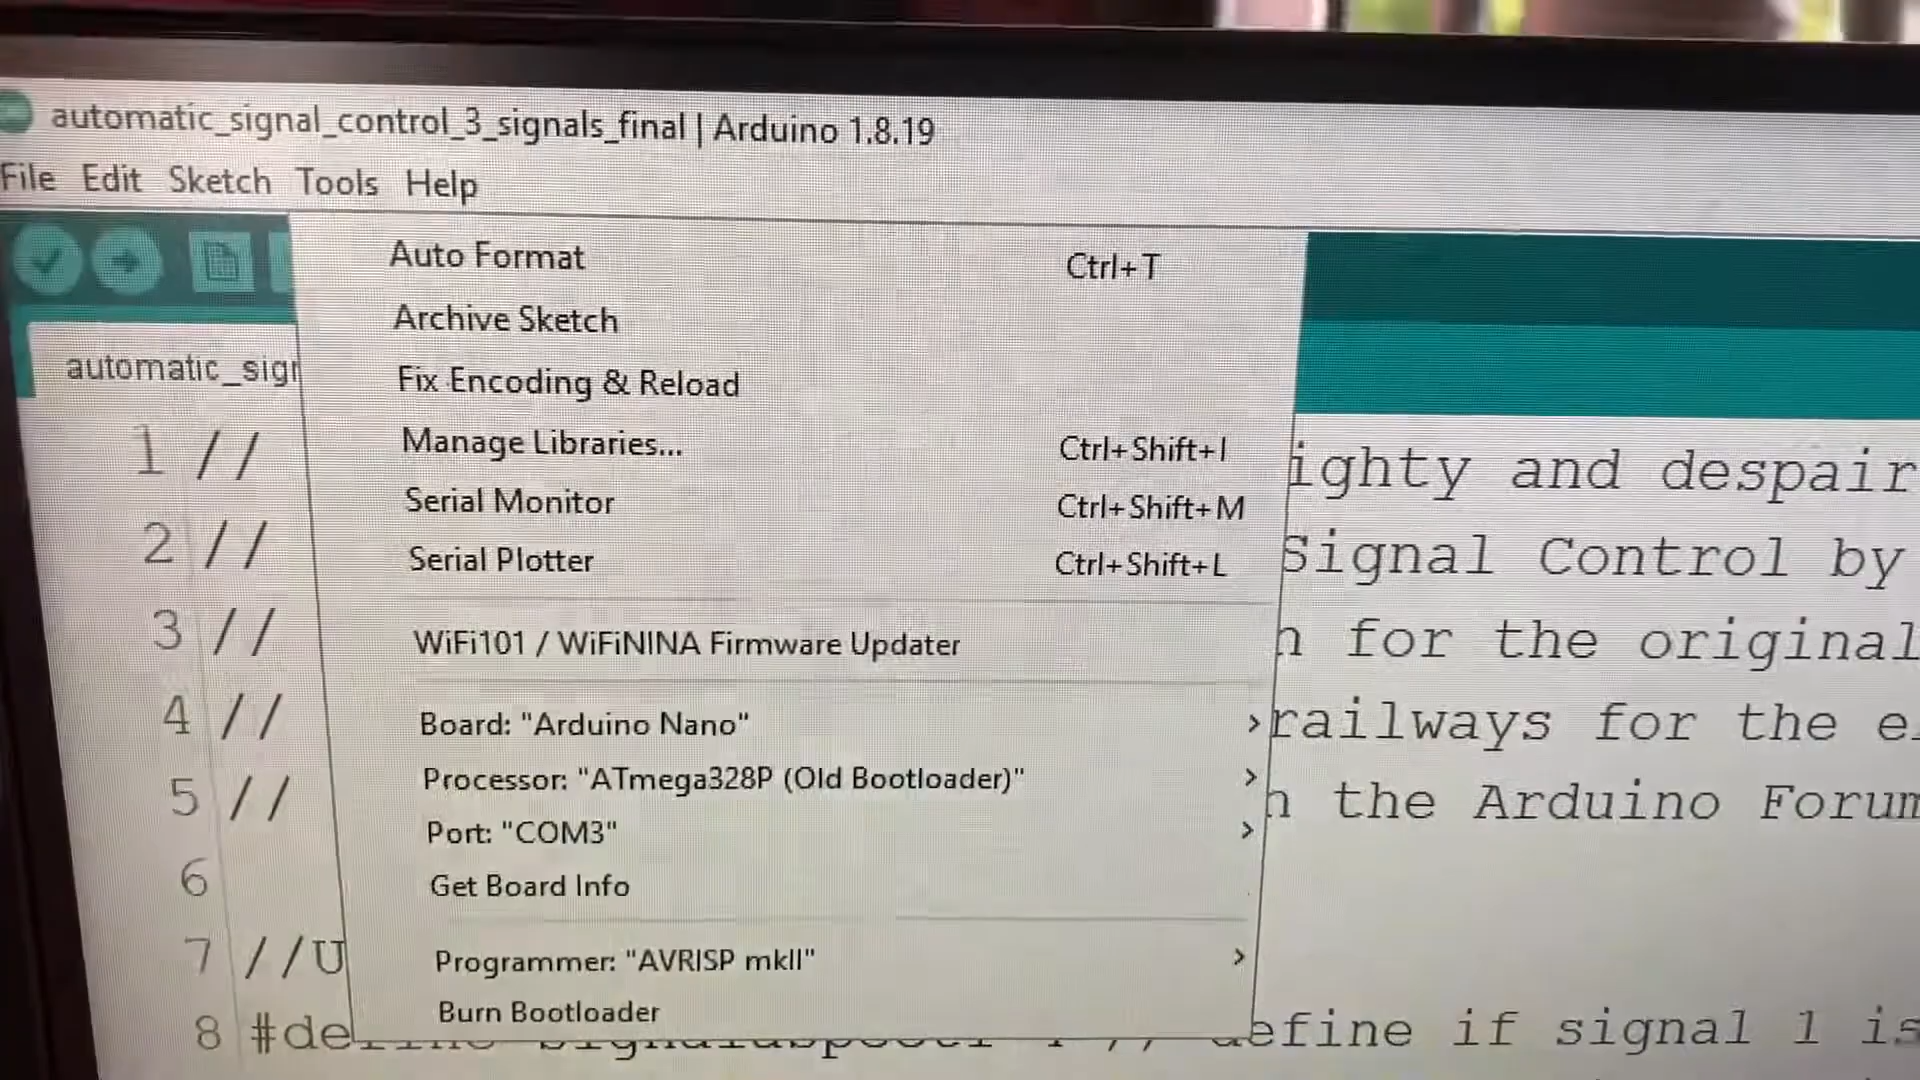 automatic_signal_control_3_signals_final | Arduino 1.8.19
File Edit Sketch Tools Help
Auto Format Ctrl+T
Archive Sketch
Fix Encoding & Reload
Manage Libraries... Ctrl+Shift+I
Serial Monitor Ctrl+Shift+M
Serial Plotter Ctrl+Shift+L
WiFi101 / WiFiNINA Firmware Updater
Board: "Arduino Nano"
Processor: "ATmega328P (Old Bootloader)"
Port: "COM3"
Get Board Info
Programmer: "AVRISP mkII"
Burn Bootloader
automatic_sig
1 // ighty and despair
2 // Signal Control by
3 // n for the original
4 // railways for the e
5 // n the Arduino Forum
6
7 //U
8 #de efine if signal 1 is